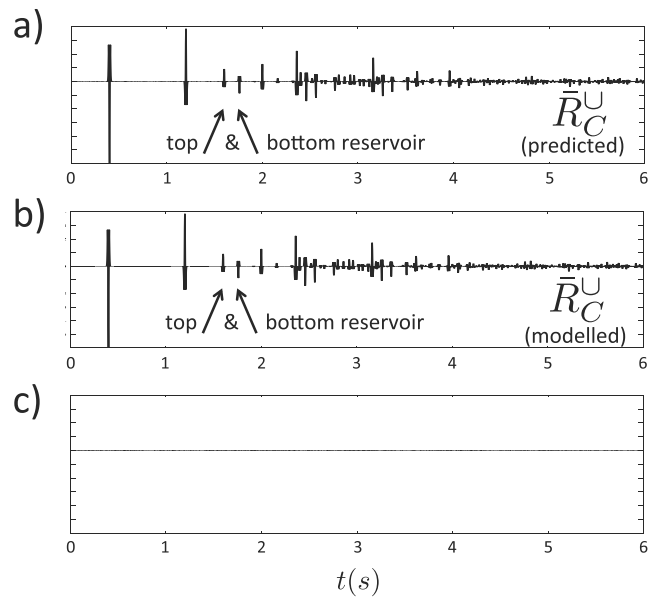 a)
R̄_C^∪
top & bottom reservoir
(predicted)
0 1 2 3 4 5 6
b)
R̄_C^∪
top & bottom reservoir
(modelled)
0 1 2 3 4 5 6
c)
0 1 2 3 4 5 6
t(s)